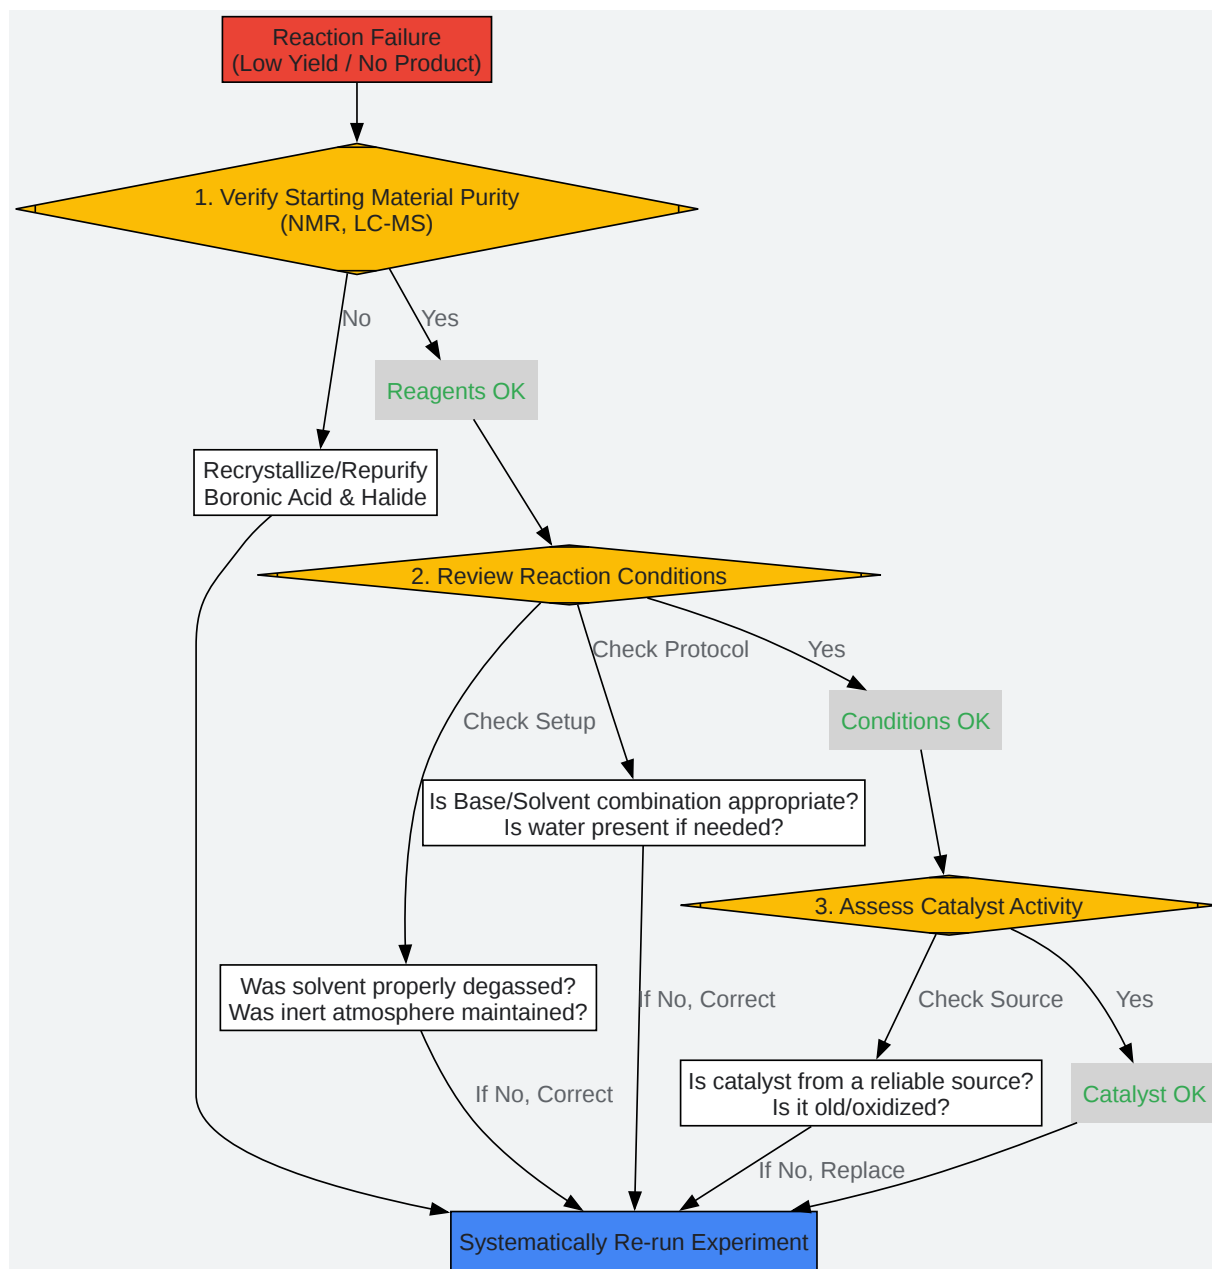 Reaction Failure
(Low Yield / No Product)
1. Verify Starting Material Purity
(NMR, LC-MS)
No
Yes
Reagents OK
Recrystallize/Repurify
Boronic Acid & Halide
2. Review Reaction Conditions
Check Protocol
Yes
Check Setup
Conditions OK
Is Base/Solvent combination appropriate?
Is water present if needed?
3. Assess Catalyst Activity
Was solvent properly degassed?
Was inert atmosphere maintained?
If No, Correct
Check Source
Yes
Is catalyst from a reliable source?
Is it old/oxidized?
If No, Correct
Catalyst OK
If No, Replace
Systematically Re-run Experiment